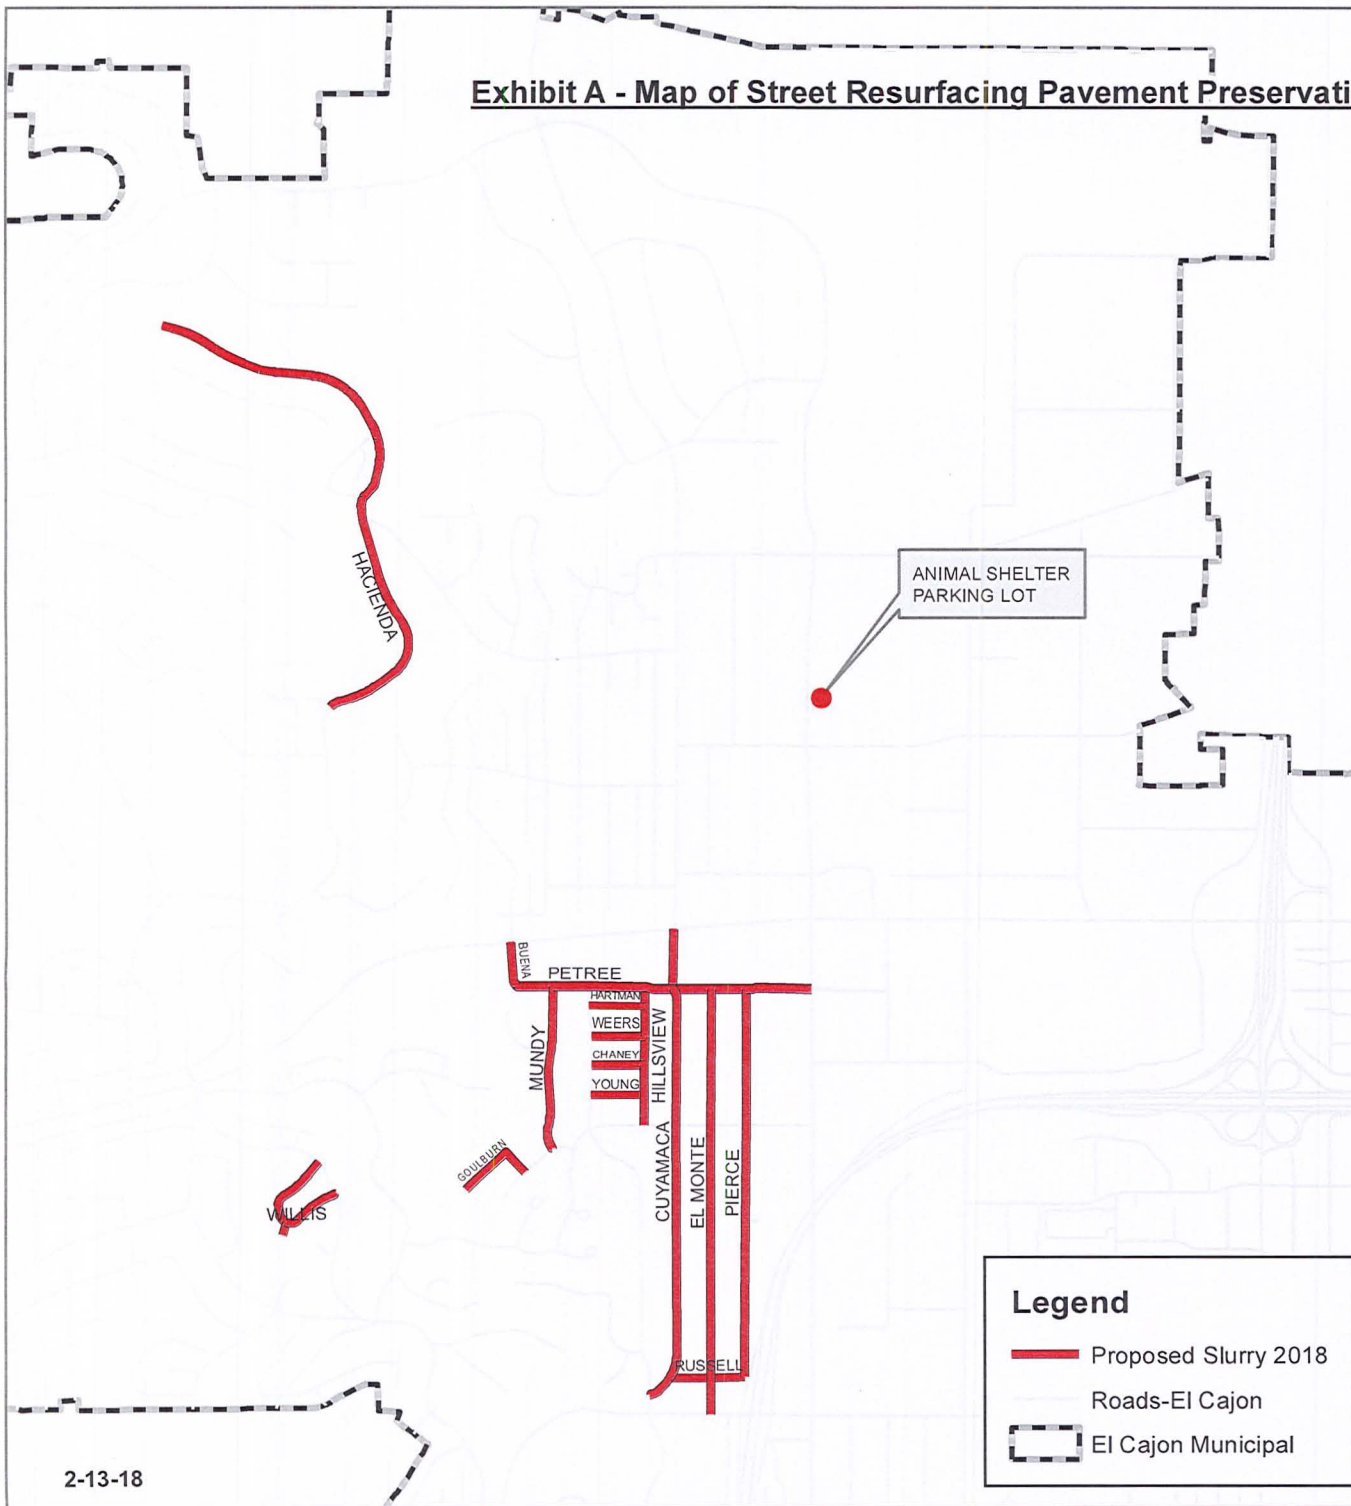 Exhibit A - Map of Street Resurfacing Pavement Preservati
HACIENDA
ANIMAL SHELTER
PARKING LOT
BUENA
PETREE
HARTMAN
WEERS
CHANEY
YOUNG
MUNDY
HILLSVIEW
GOULBURN
WILLIS
CUYAMACA
EL MONTE
PIERCE
RUSSELL
Legend
Proposed Slurry 2018
Roads-El Cajon
El Cajon Municipal
2-13-18